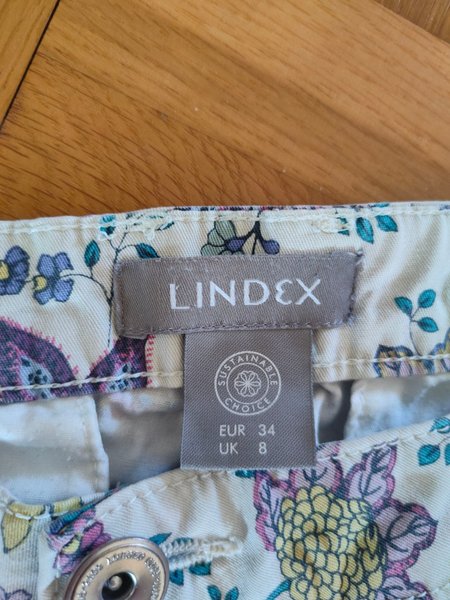 LINDEX
SUSTAINABLE
CHOICE
EUR 34
UK 8